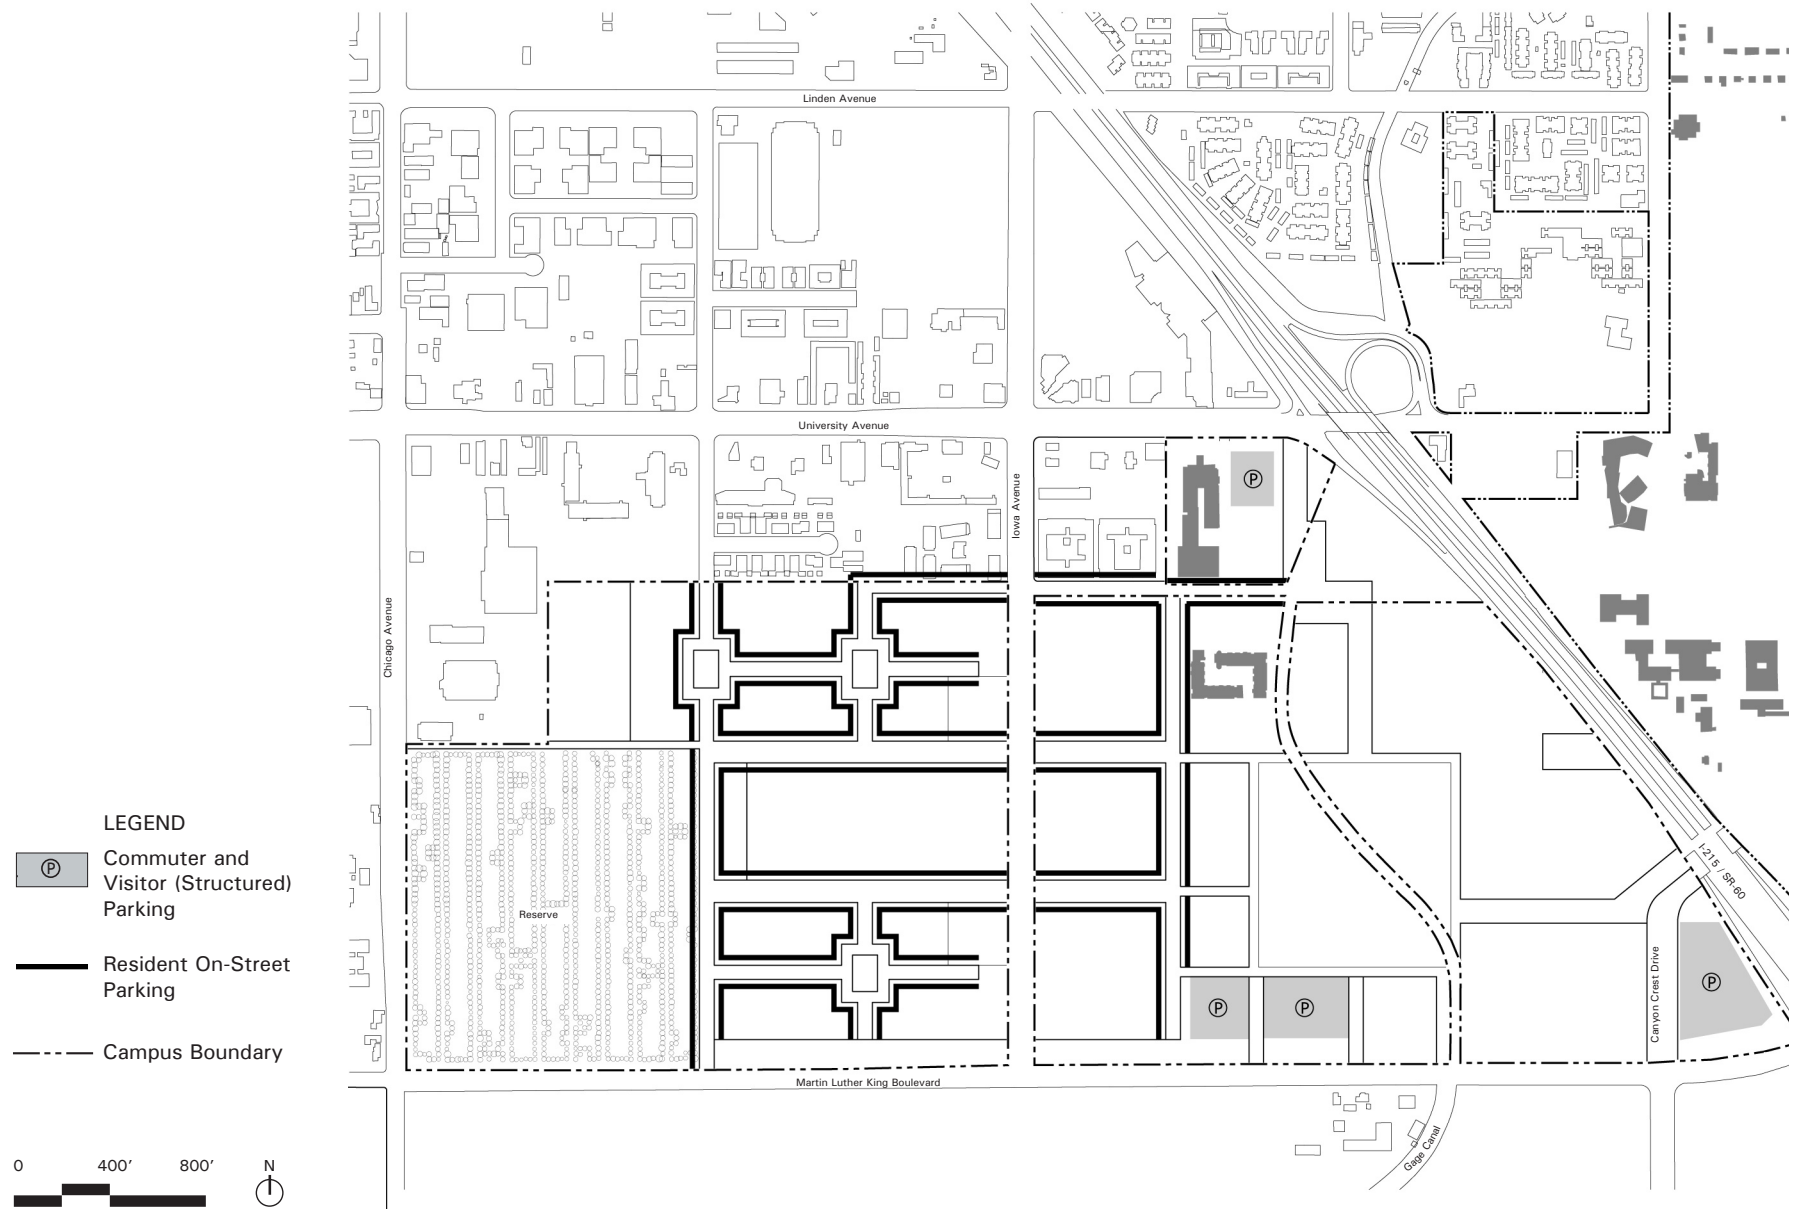 Linden Avenue
University Avenue
Ⓟ
Iowa Avenue
Chicago Avenue
LEGEND
Ⓟ
Commuter and
Visitor (Structured)
Parking
I-215 / SR-60
Reserve
Resident On-Street
Parking
Canyon Crest Drive
Ⓟ
Ⓟ
Ⓟ
Campus Boundary
Martin Luther King Boulevard
Gage Canal
0 400’ 800’ N